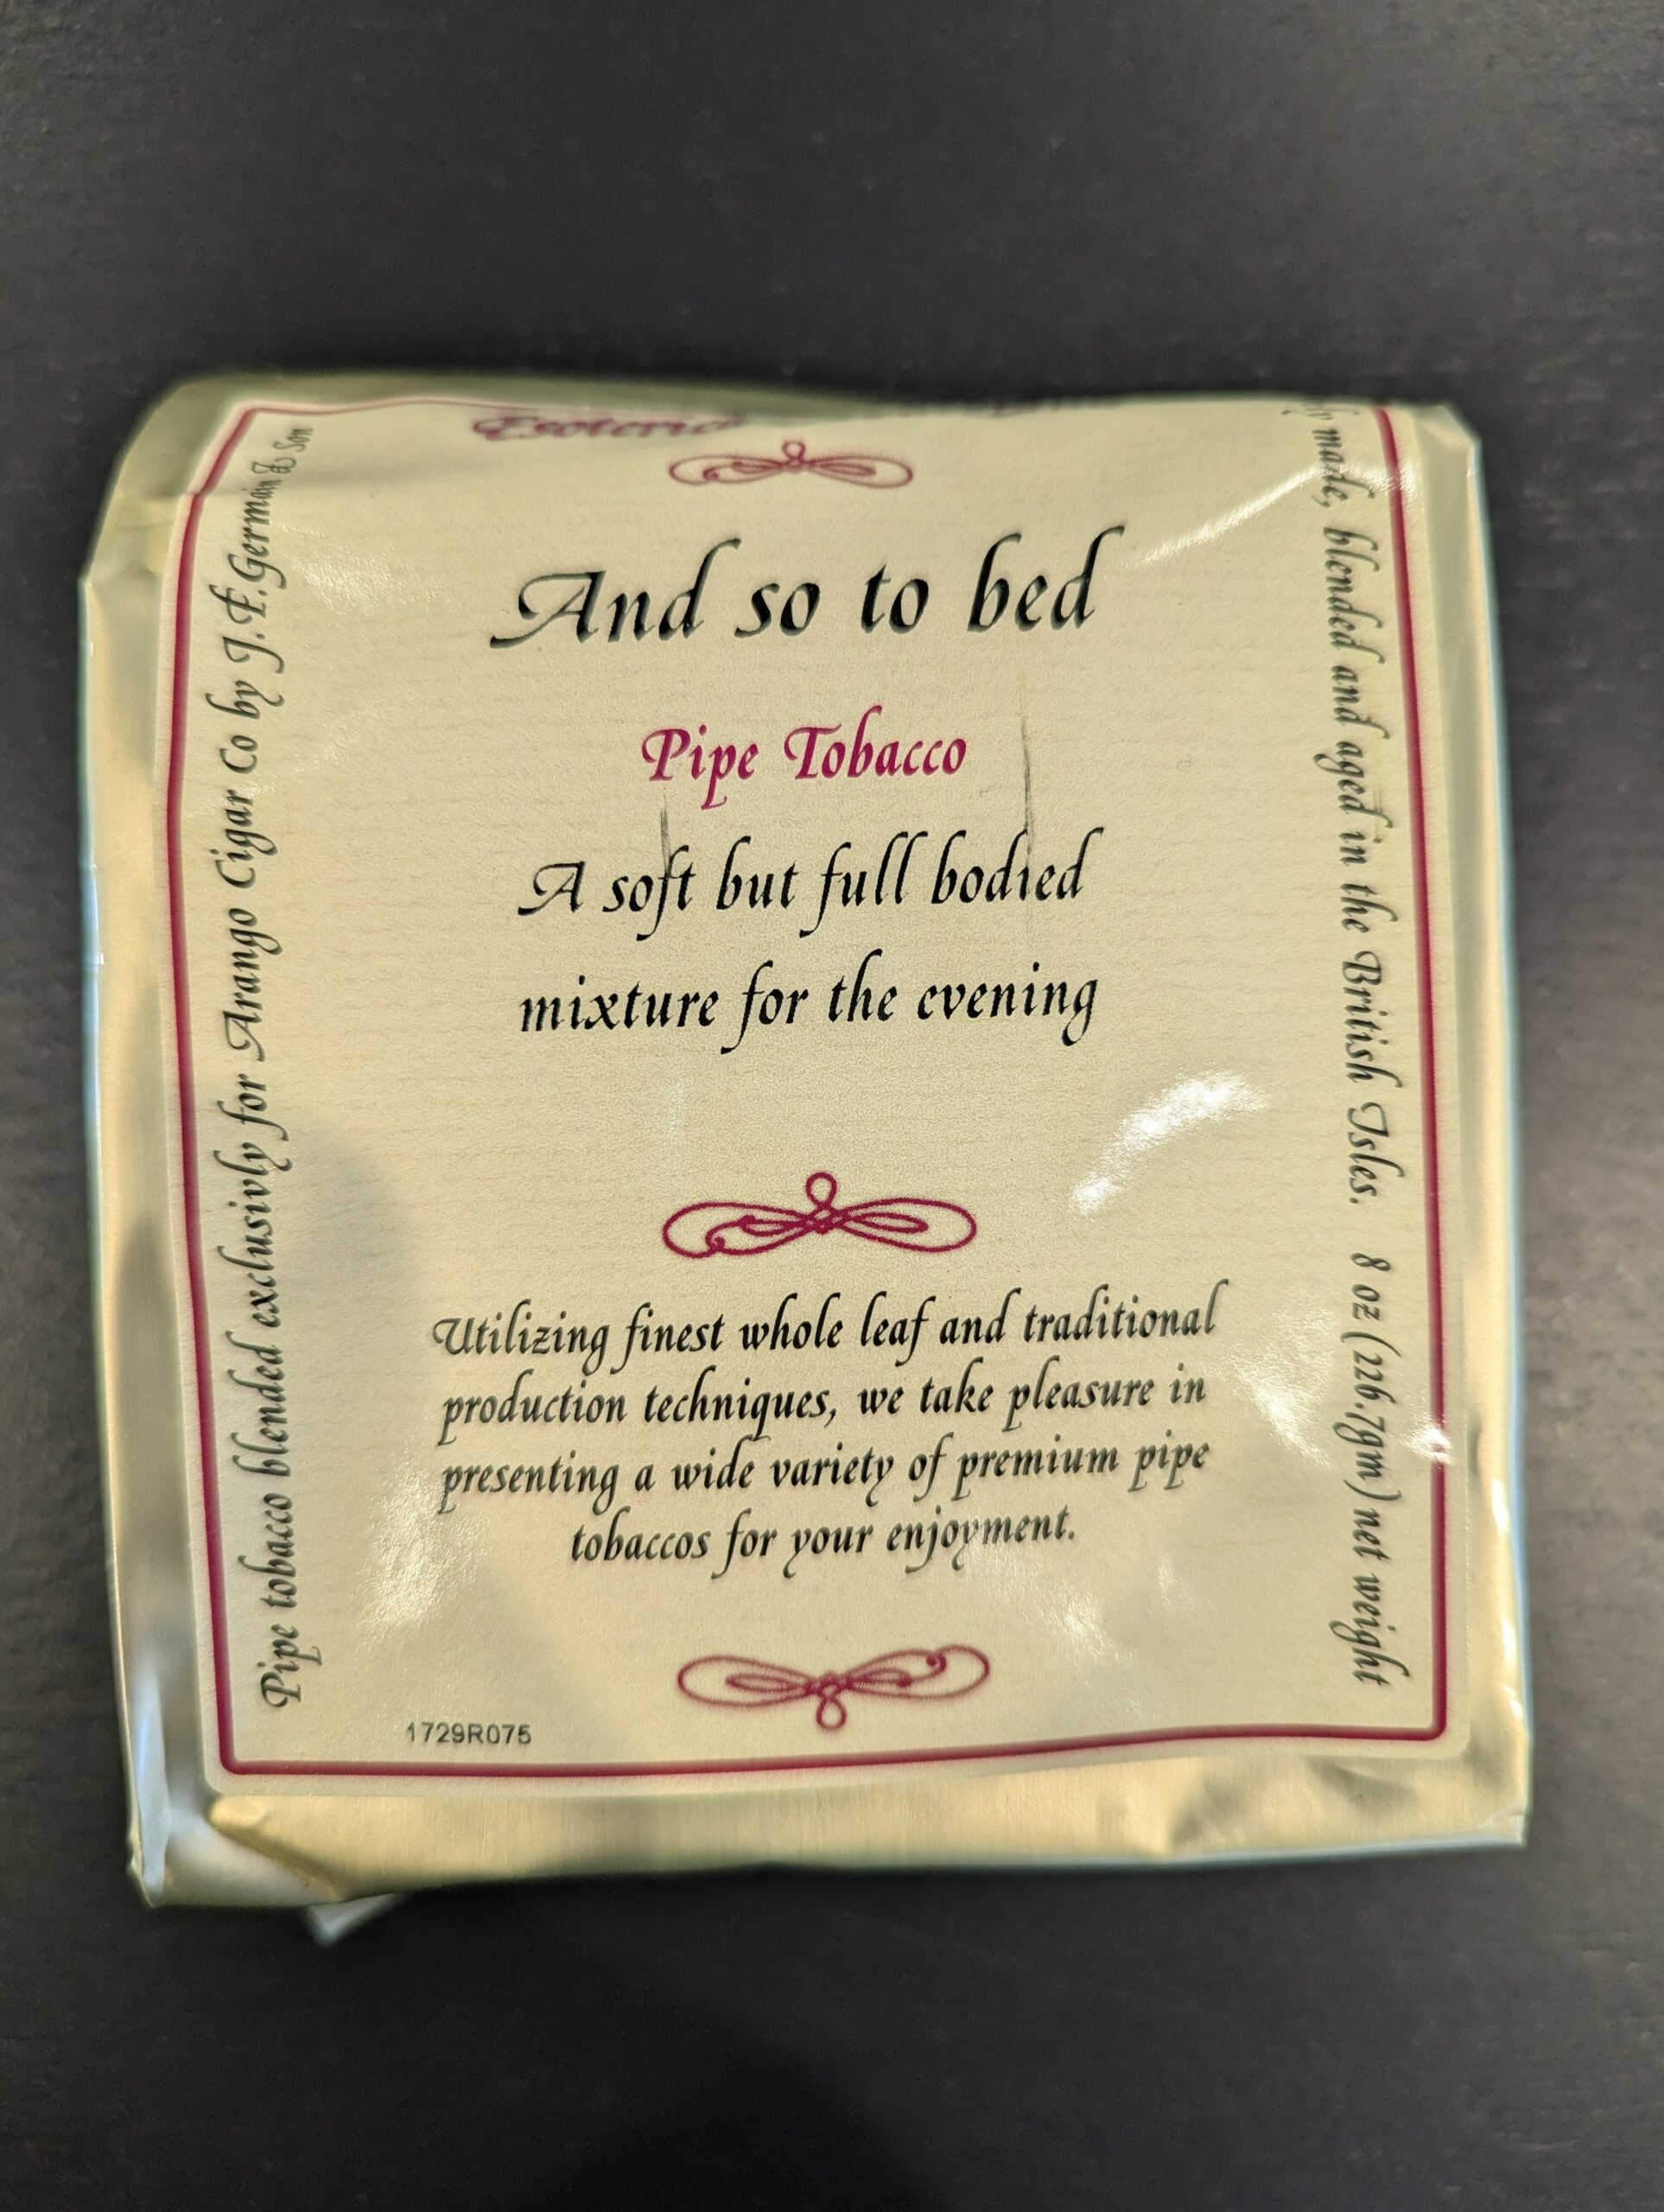 Esoterica
And so to bed
Pipe Tobacco
A soft but full bodied
mixture for the evening
Utilizing finest whole leaf and traditional
production techniques, we take pleasure in
presenting a wide variety of premium pipe
tobaccos for your enjoyment.
1729R075
Pipe tobacco blended exclusivly for Arango Cigar Co by J.F.Germain & Son
made, blended and aged in the British Isles. 8 oz (226.7gm) net weight